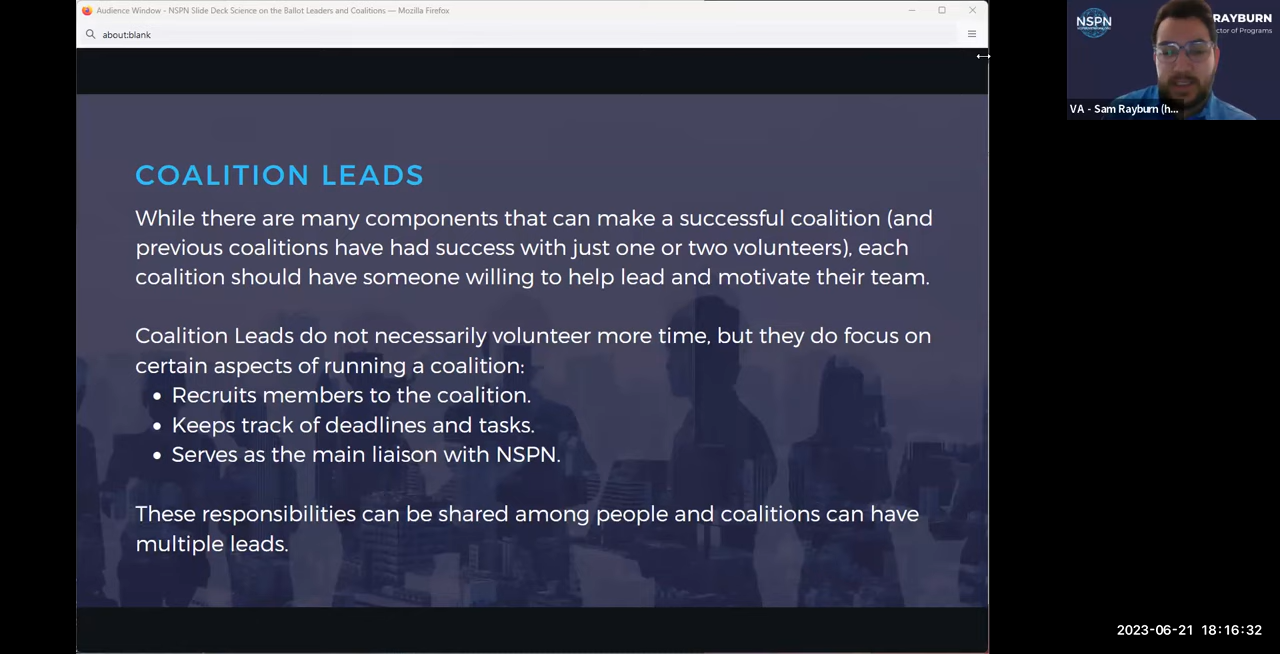 Audience Window - NSPN Slide Deck Science on the Ballot Leaders and Coalitions — Mozilla Firefox
about:blank
NSPN
RAYBURN
ctor of Programs
VA - Sam Rayburn (h...
COALITION LEADS
While there are many components that can make a successful coalition (and
previous coalitions have had success with just one or two volunteers), each
coalition should have someone willing to help lead and motivate their team.
Coalition Leads do not necessarily volunteer more time, but they do focus on
certain aspects of running a coalition:
• Recruits members to the coalition.
• Keeps track of deadlines and tasks.
• Serves as the main liaison with NSPN.
These responsibilities can be shared among people and coalitions can have
multiple leads.
2023-06-21 18:16:32